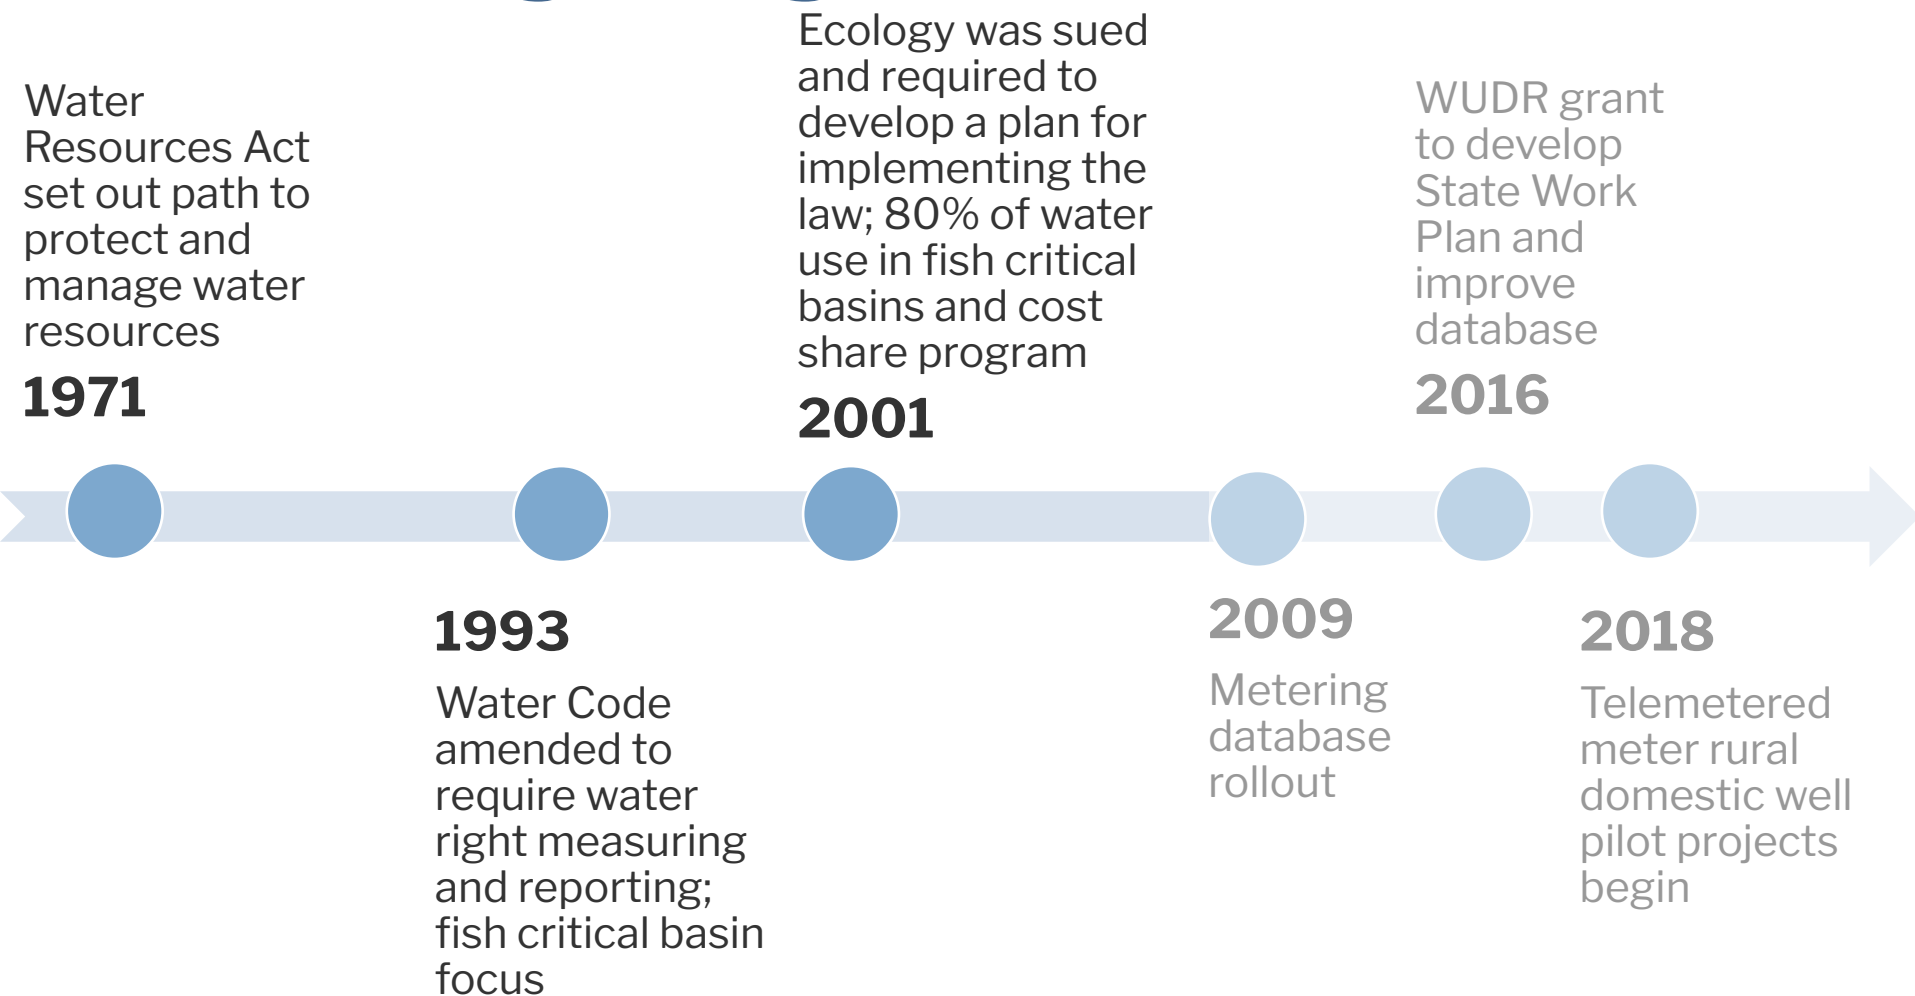 Water
Resources Act
set out path to
protect and
manage water
resources
1971
1993
Water Code
amended to
require water
right measuring
and reporting;
fish critical basin
focus
Ecology was sued
and required to
develop a plan for
implementing the
law; 80% of water
use in fish critical
basins and cost
share program
2001
2009
Metering
database
rollout
WUDR grant
to develop
State Work
Plan and
improve
database
2016
2018
Telemetered
meter rural
domestic well
pilot projects
begin